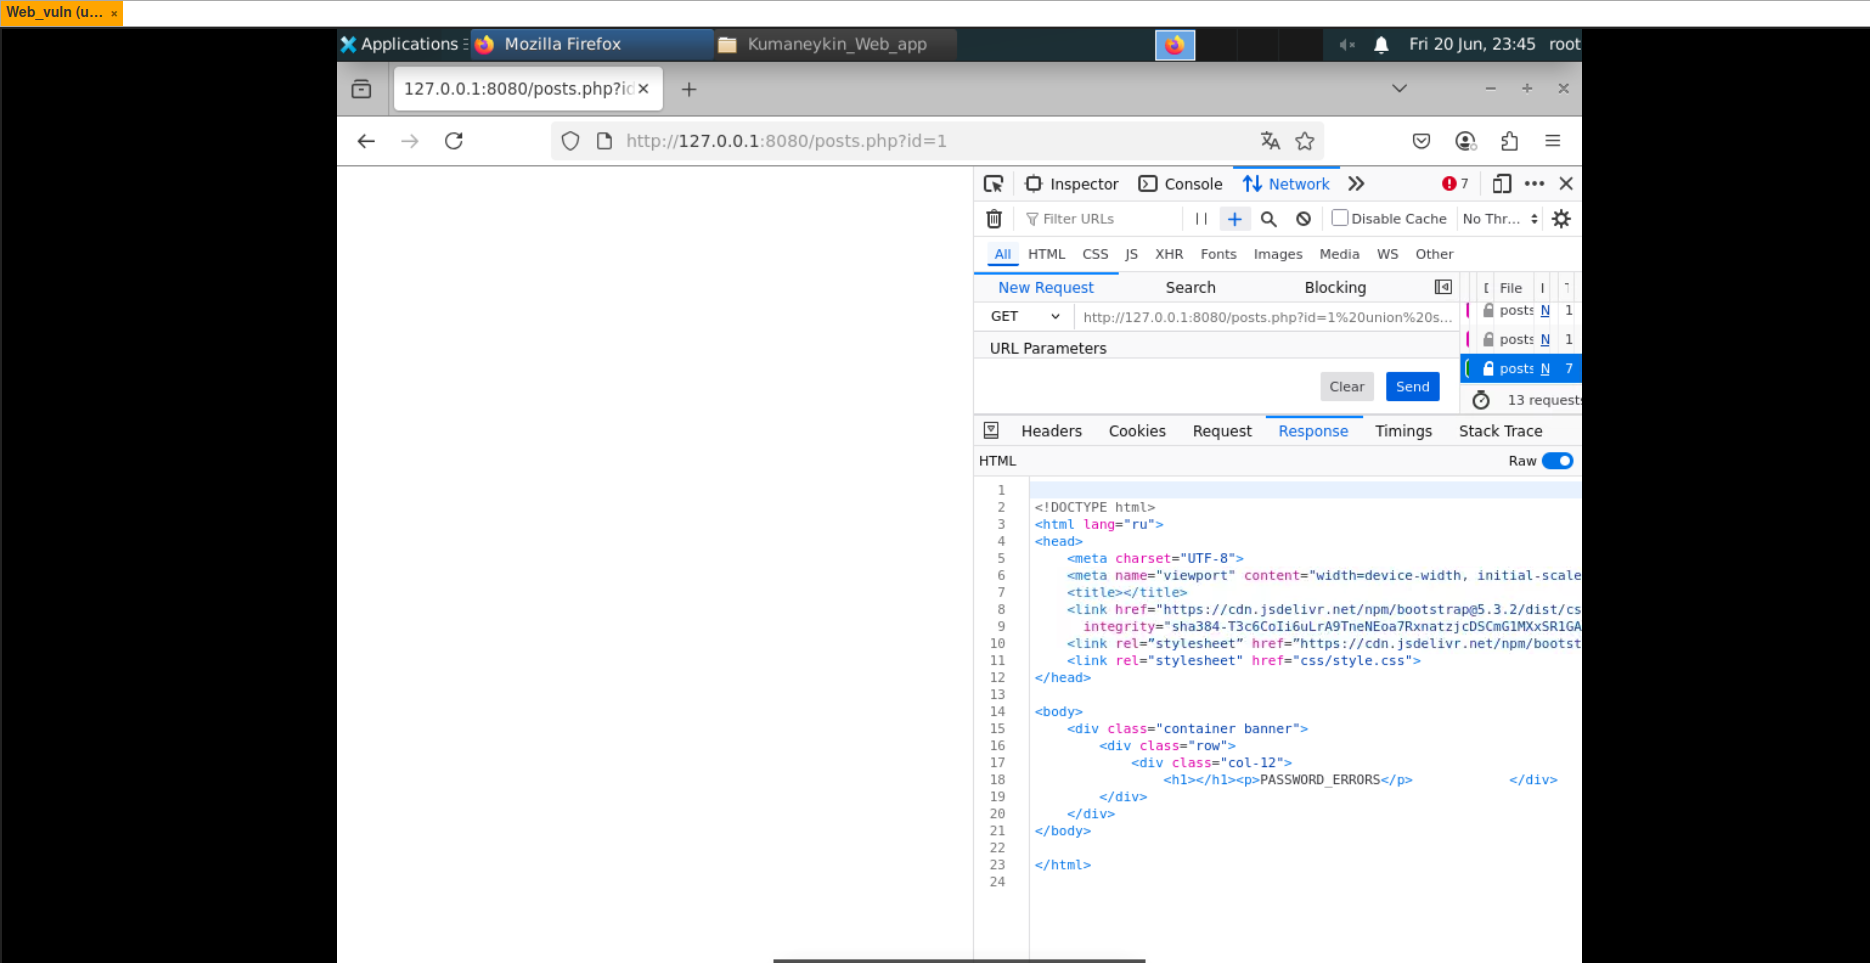 Web_vuln (u... ×
Applications Mozilla Firefox Kumaneykin_Web_app Fri 20 Jun, 23:45 root
127.0.0.1:8080/posts.php?id
http://127.0.0.1:8080/posts.php?id=1
Inspector Console Network 7
Filter URLs Disable Cache No Thr...
All HTML CSS JS XHR Fonts Images Media WS Other
New Request Search Blocking File
GET http://127.0.0.1:8080/posts.php?id=1%20union%20s... posts N 1
URL Parameters posts N 1
posts N 7
Clear Send
13 requests
Headers Cookies Request Response Timings Stack Trace
HTML Raw
1
2 <!DOCTYPE html>
3 <html lang="ru">
4 <head>
5 <meta charset="UTF-8">
6 <meta name="viewport" content="width=device-width, initial-scale
7 <title></title>
8 <link href="https://cdn.jsdelivr.net/npm/bootstrap@5.3.2/dist/cs
9 integrity="sha384-T3c6CoIi6uLrA9TneNEoa7RxnatzjcDSCmG1MXxSR1GA
10 <link rel=”stylesheet” href=”https://cdn.jsdelivr.net/npm/bootst
11 <link rel="stylesheet" href="css/style.css">
12 </head>
13
14 <body>
15 <div class="container banner">
16 <div class="row">
17 <div class="col-12">
18 <h1></h1><p>PASSWORD_ERRORS</p> </div>
19 </div>
20 </div>
21 </body>
22
23 </html>
24